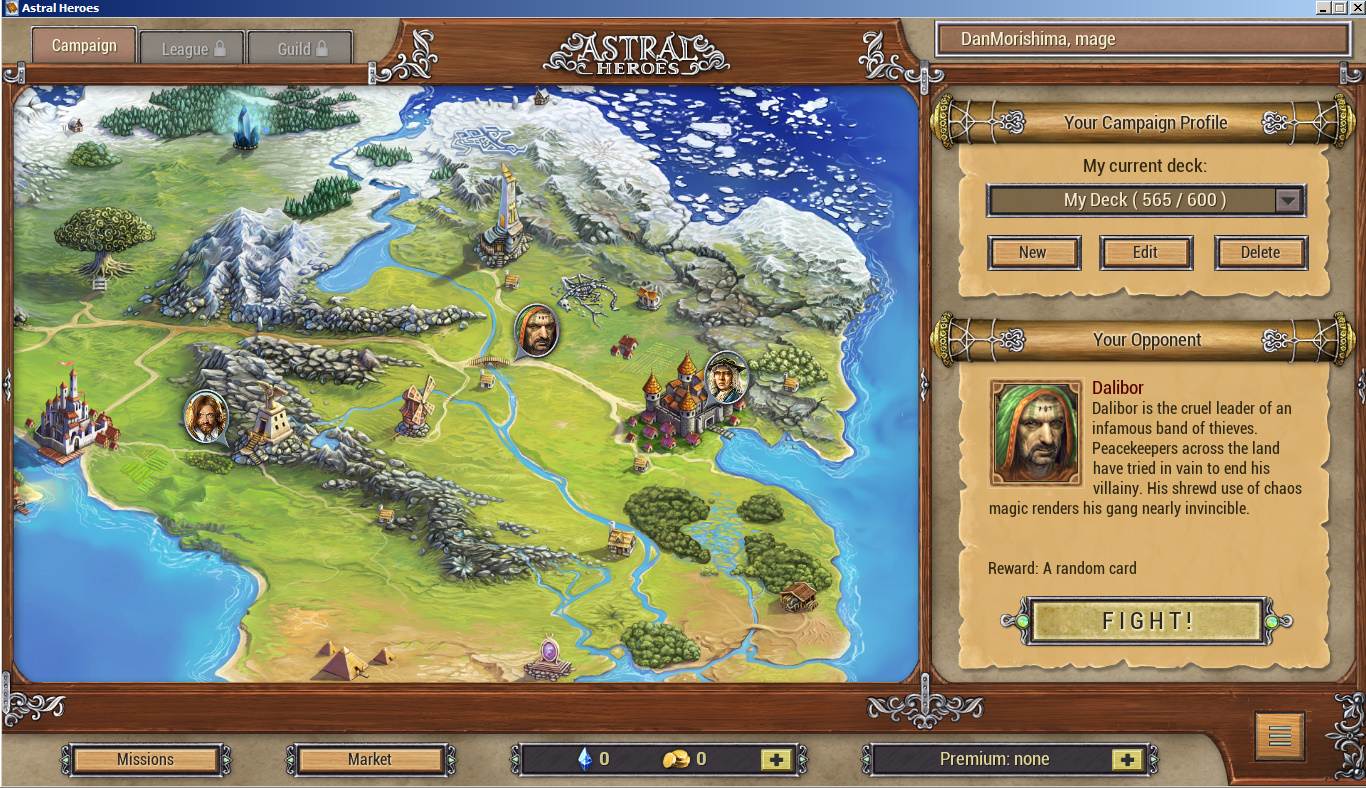 Astral Heroes
Campaign
League
Guild
ASTRAL
HEROES
DanMorishima, mage
Your Campaign Profile
My current deck:
My Deck ( 565 / 600 )
New
Edit
Delete
Your Opponent
Dalibor
Dalibor is the cruel leader of an
infamous band of thieves.
Peacekeepers across the land
have tried in vain to end his
villainy. His shrewd use of chaos
magic renders his gang nearly invincible.
Reward: A random card
FIGHT!
Missions
Market
0
0
Premium: none